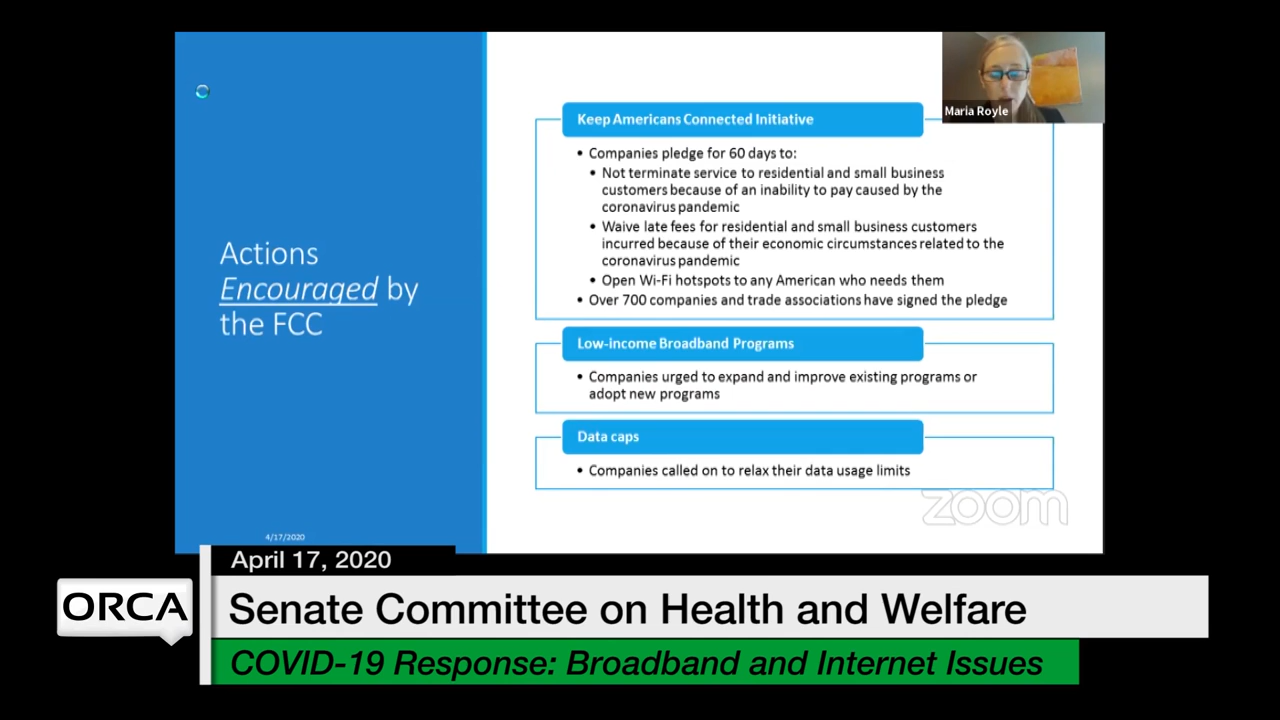 Maria Royle
Keep Americans Connected Initiative
• Companies pledge for 60 days to:
• Not terminate service to residential and small business
customers because of an inability to pay caused by the
coronavirus pandemic
• Waive late fees for residential and small business customers
incurred because of their economic circumstances related to the
coronavirus pandemic
• Open Wi-Fi hotspots to any American who needs them
• Over 700 companies and trade associations have signed the pledge
Actions
Encouraged by
the FCC
Low-income Broadband Programs
• Companies urged to expand and improve existing programs or
adopt new programs
Data caps
• Companies called on to relax their data usage limits
zoom
4/17/2020
April 17, 2020
ORCA
Senate Committee on Health and Welfare
COVID-19 Response: Broadband and Internet Issues